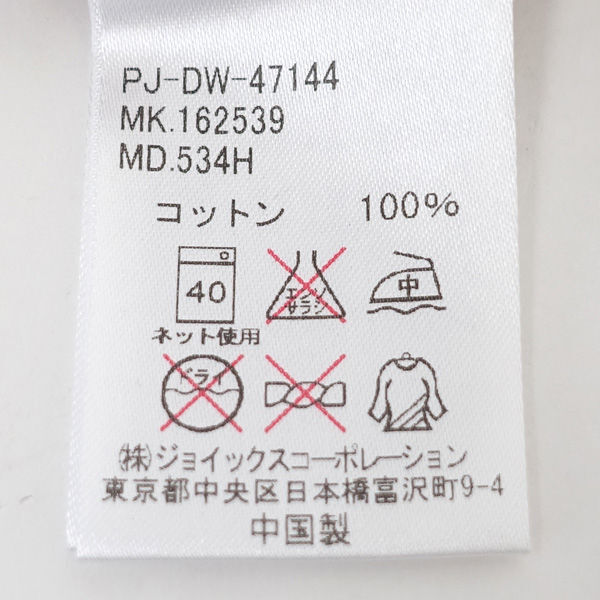 PJ-DW-47144
MK.162539
MD.534H
コットン 100%
40
エンソ
サラシ
中
ネット使用
ドライ
㈱ジョイックスコーポレーション
東京都中央区日本橋富沢町9-4
中国製